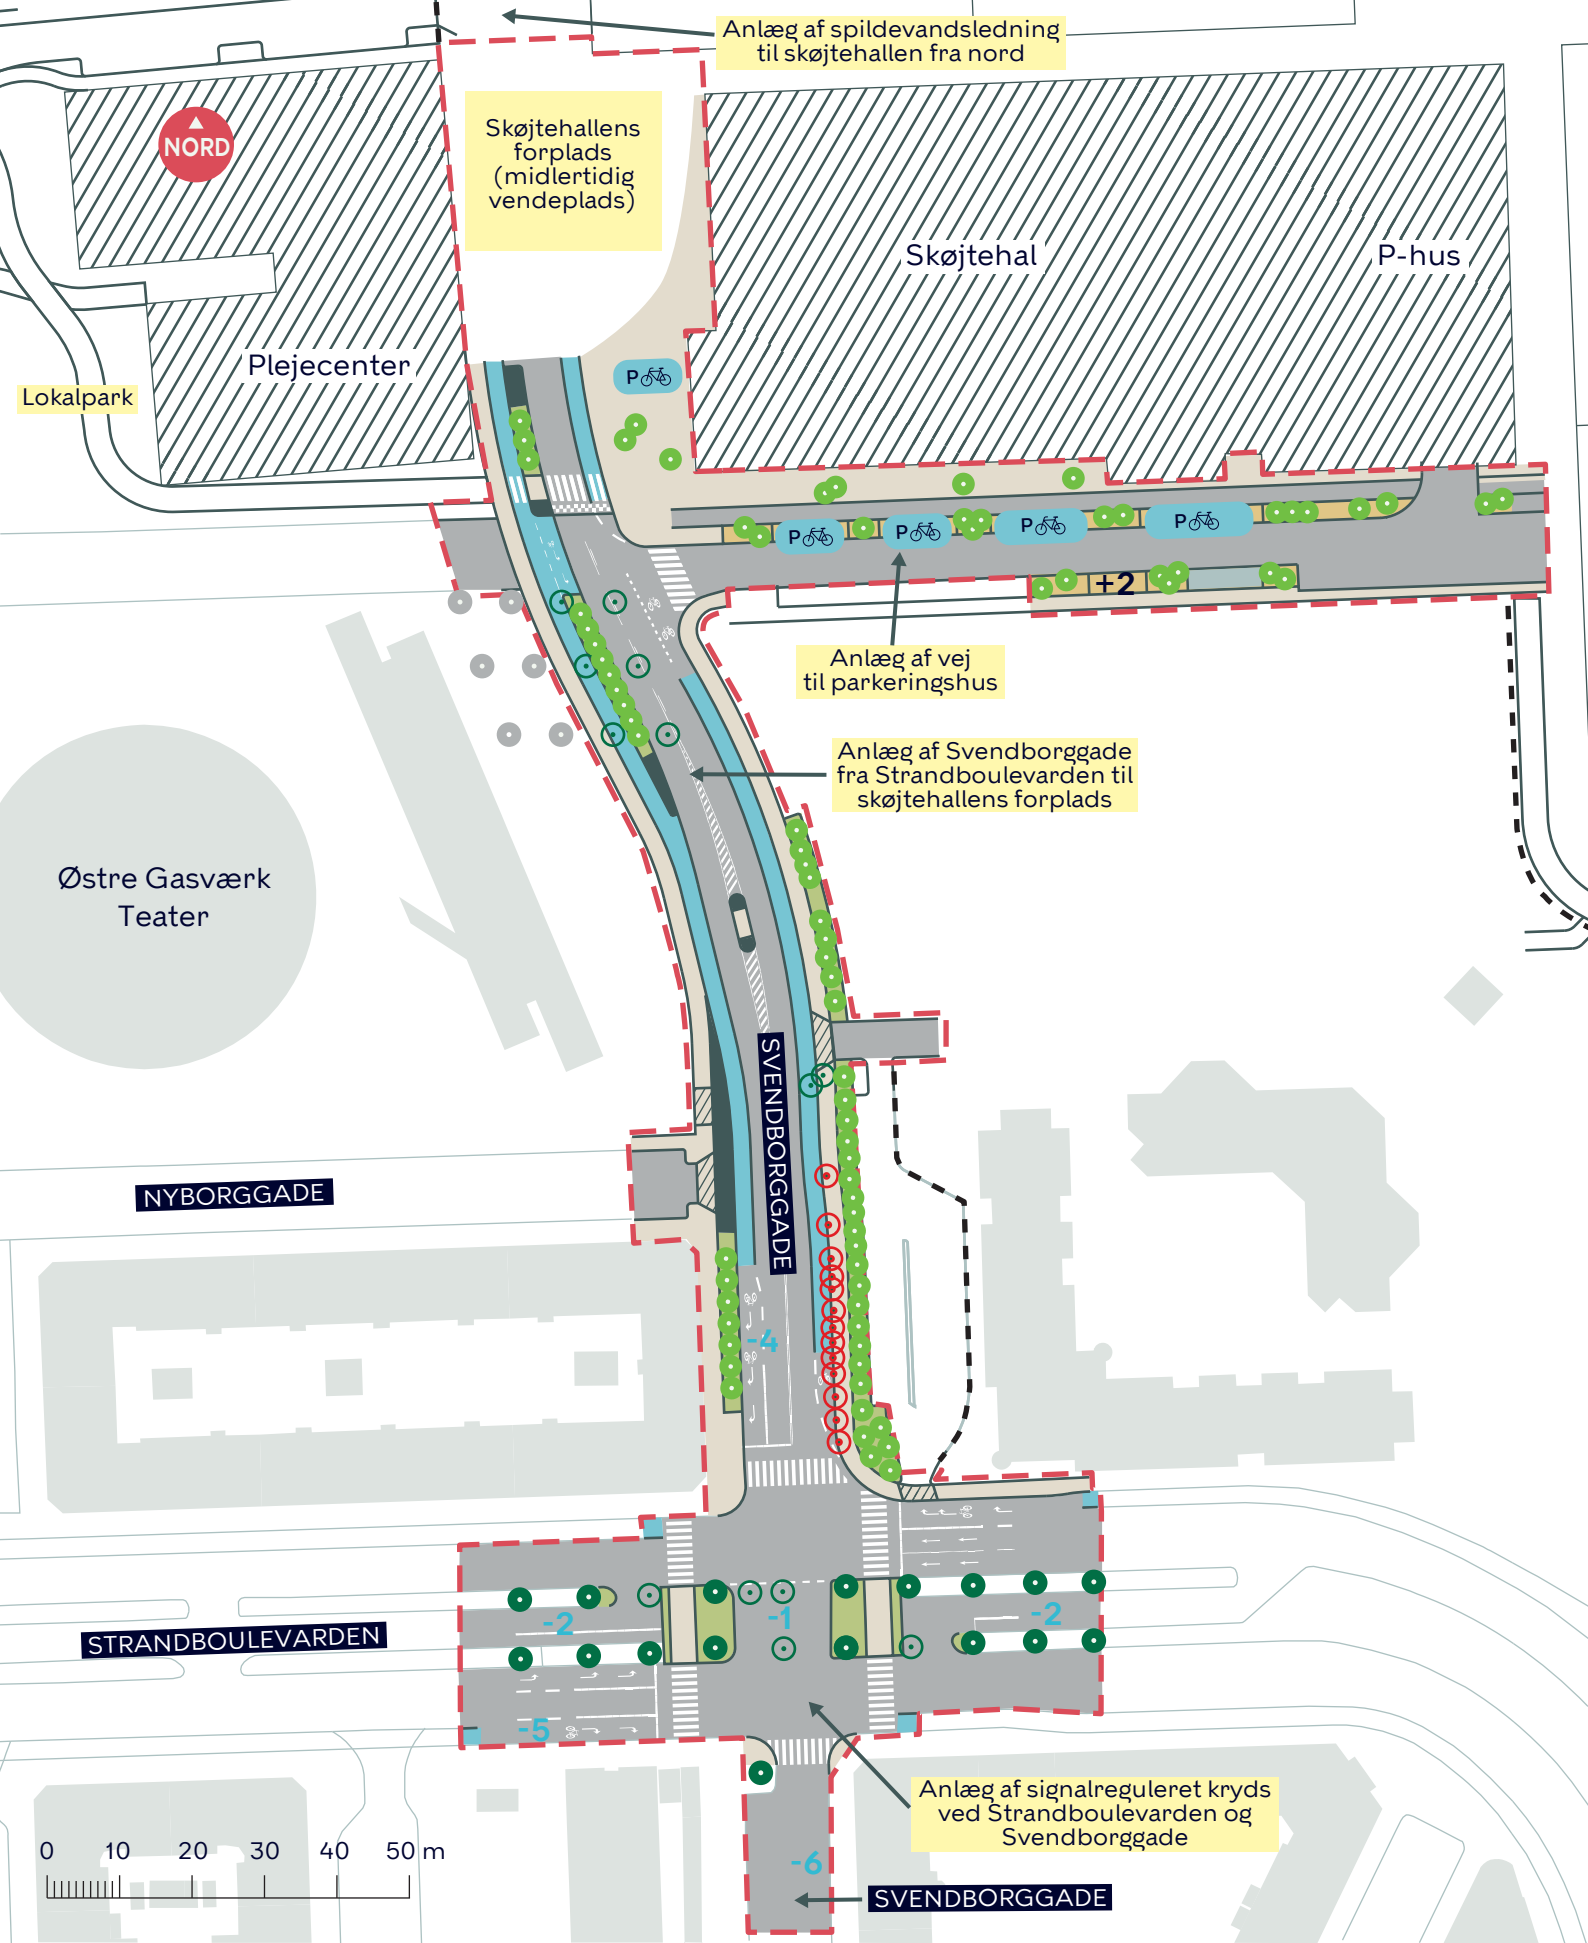 Anlæg af spildevandsledning
til skøjtehallen fra nord
Skøjtehallens
forplads
(midlertidig
vendeplads)
NORD
Skøjtehal
P-hus
Plejecenter
Lokalpark
P
P
P
P
P
+2
Anlæg af vej
til parkeringshus
Anlæg af Svendborggade
fra Strandboulevarden til
skøjtehallens forplads
Østre Gasværk
Teater
SVENDBORGGADE
NYBORGGADE
-4
-2
-1
-2
STRANDBOULEVARDEN
-5
Anlæg af signalreguleret kryds
ved Strandboulevarden og
Svendborggade
0 10 20 30 40 50 m
-6
SVENDBORGGADE